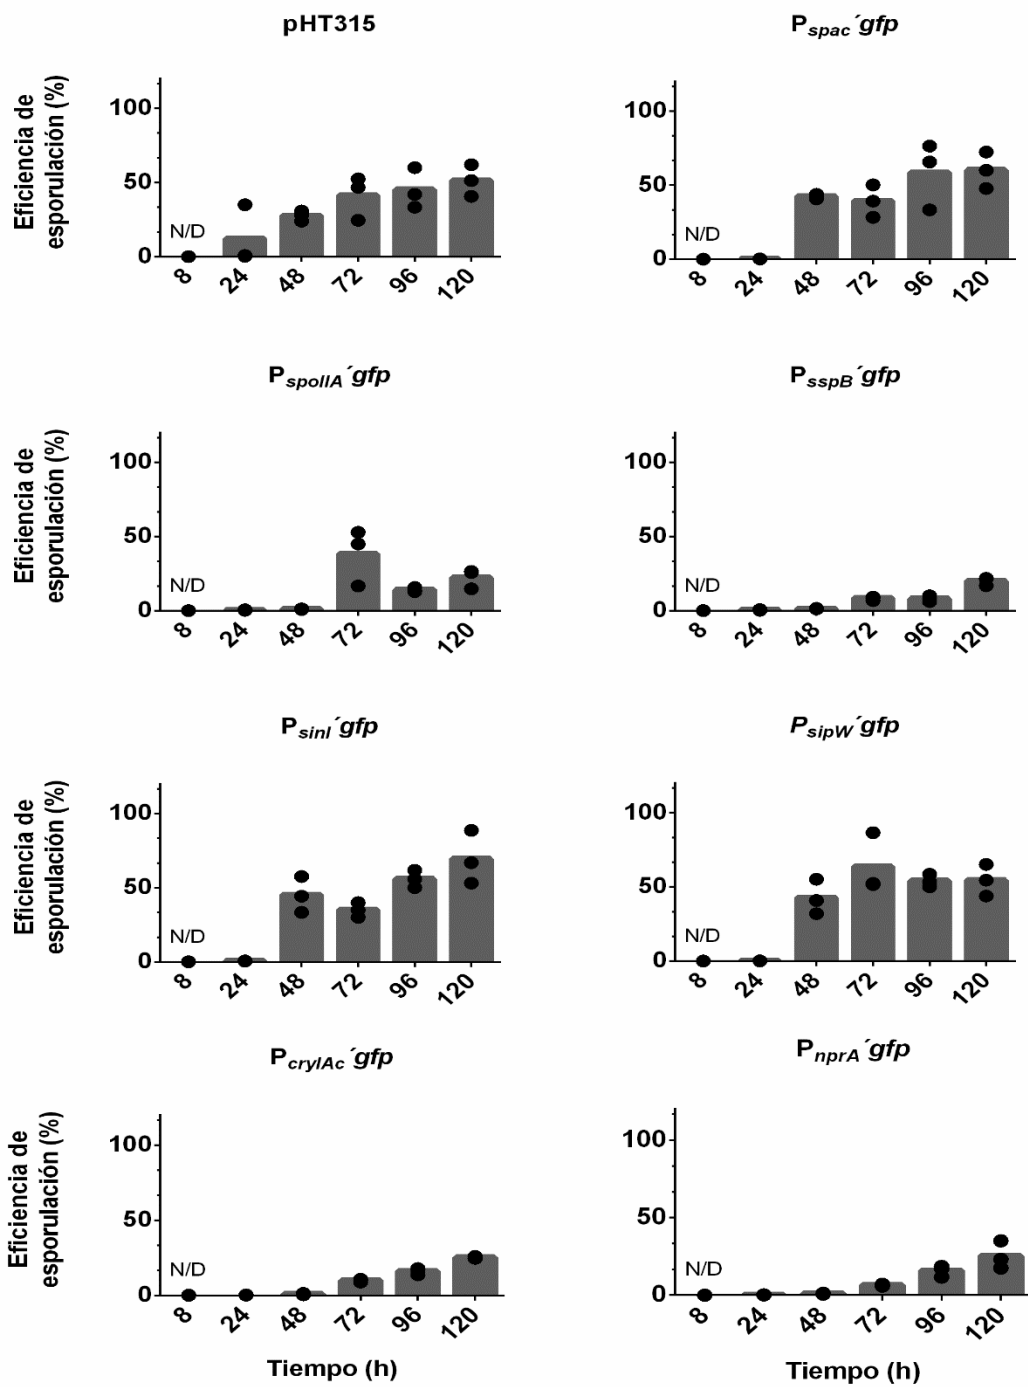 pHT315
P_spac´gfp
Eficiencia de
esporulación (%)
100
50
0
N/D
8 24 48 72 96 120
100
50
0
N/D
8 24 48 72 96 120
P_spoIIA´gfp
P_sspB´gfp
Eficiencia de
esporulación (%)
100
50
0
N/D
8 24 48 72 96 120
100
50
0
N/D
8 24 48 72 96 120
P_sinI´gfp
P_sipW´gfp
Eficiencia de
esporulación (%)
100
50
0
N/D
8 24 48 72 96 120
100
50
0
N/D
8 24 48 72 96 120
P_cryIAc´gfp
P_nprA´gfp
Eficiencia de
esporulación (%)
100
50
0
N/D
8 24 48 72 96 120
Tiempo (h)
100
50
0
N/D
8 24 48 72 96 120
Tiempo (h)